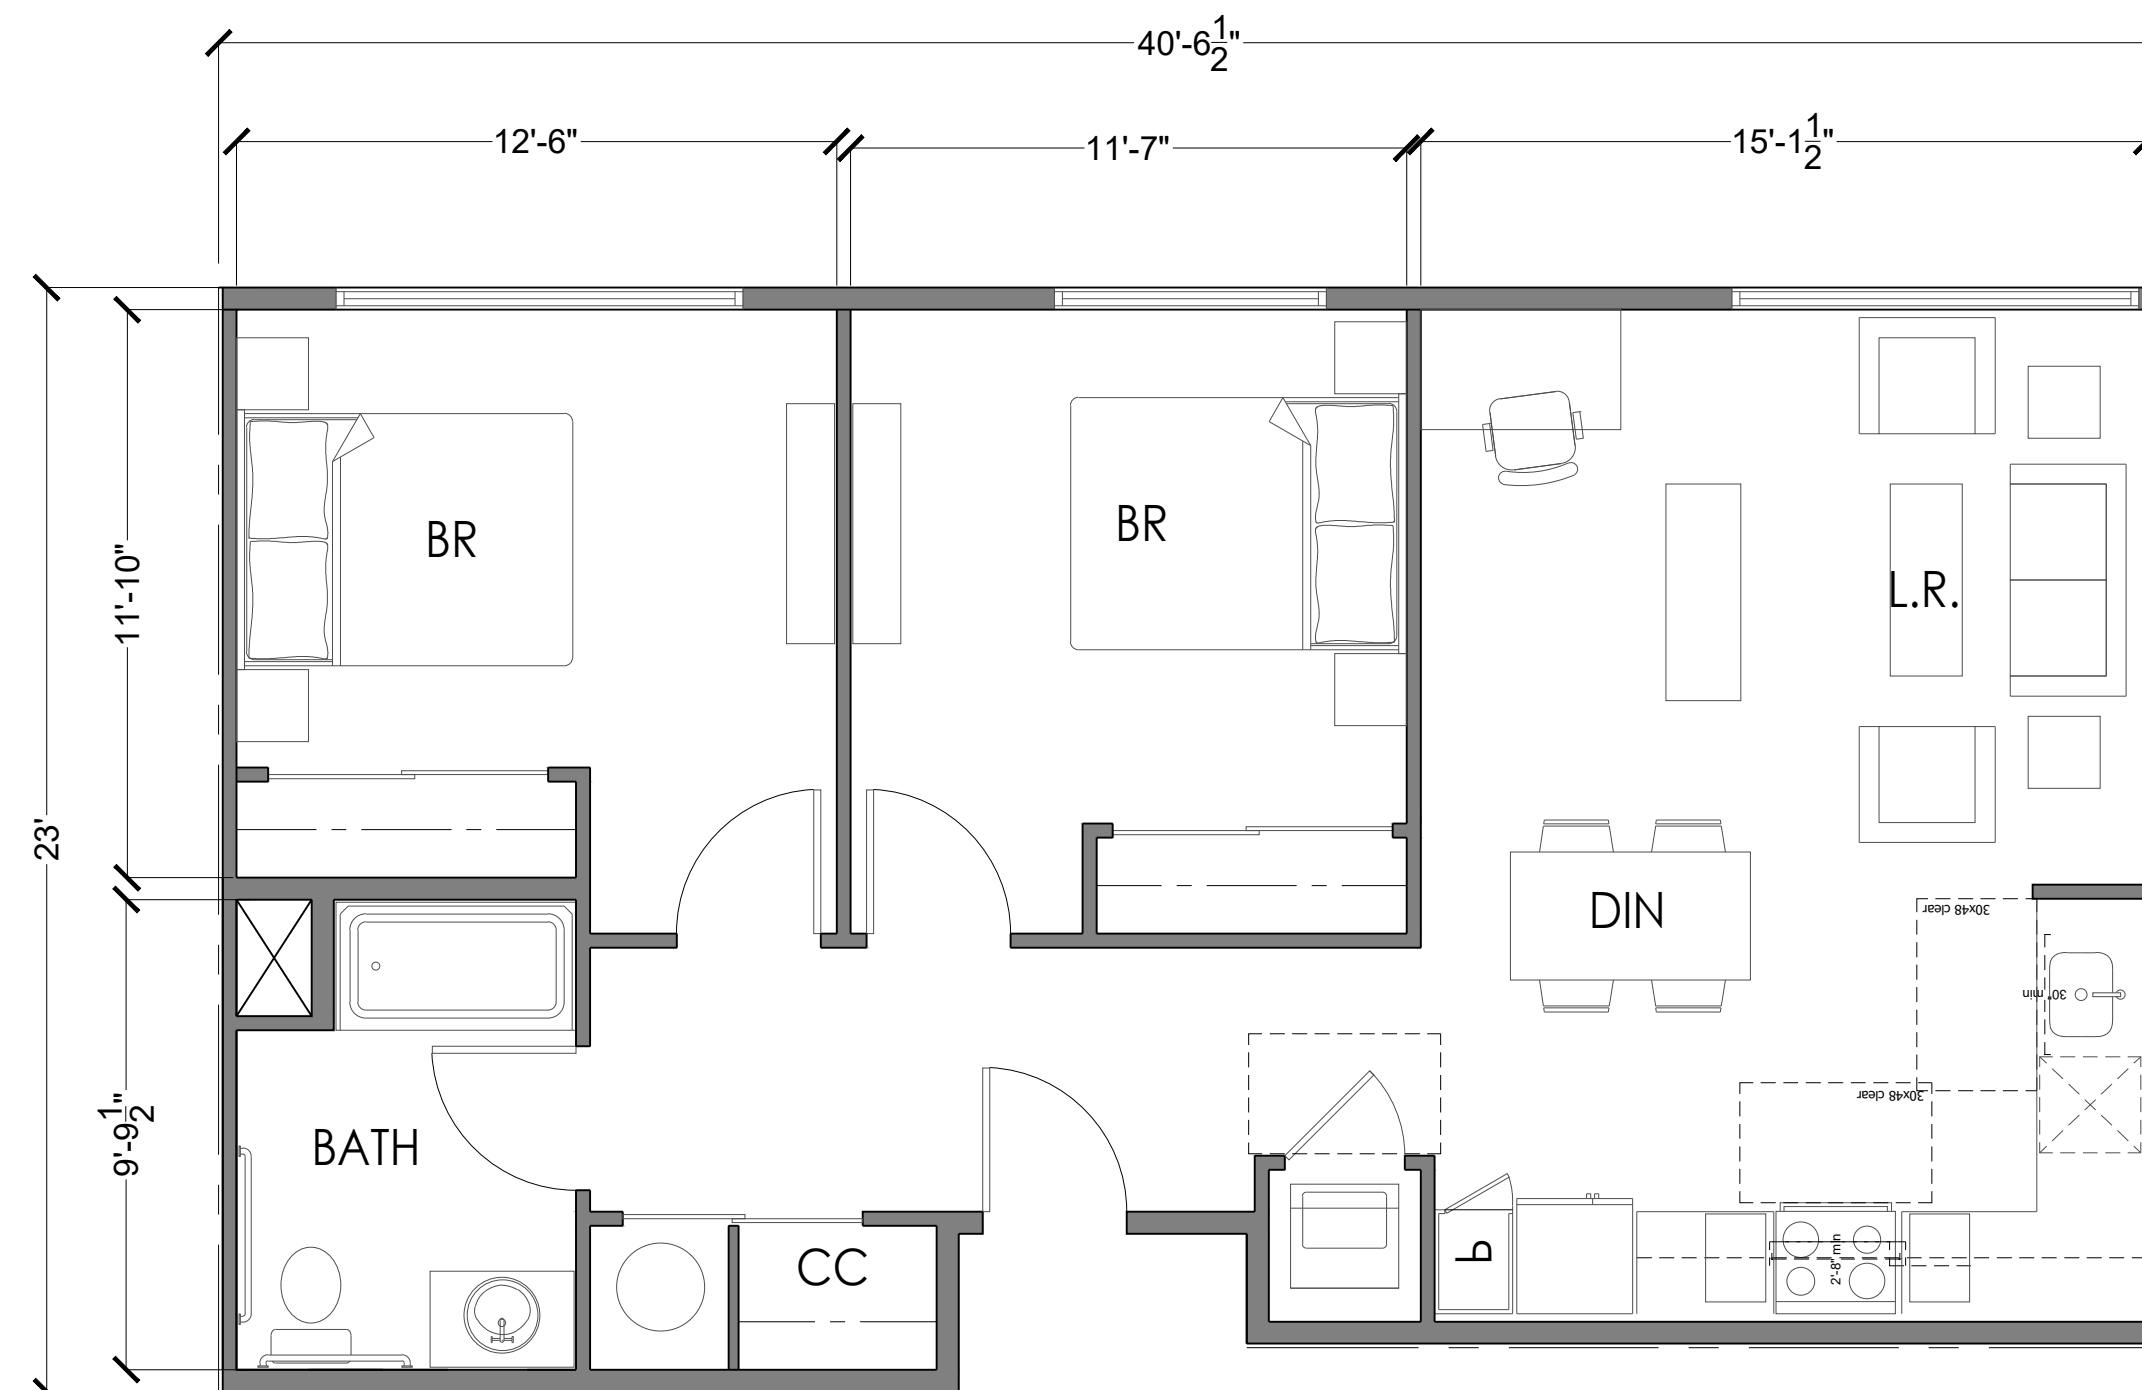 40'-6 1/2"
12'-6"
11'-7"
15'-1 1/2"
BR
BR
L.R.
11'-10"
23'
DIN
30x48 clear
30" min
30x48 clear
9'-9 1/2"
BATH
CC
P
2'-8" min